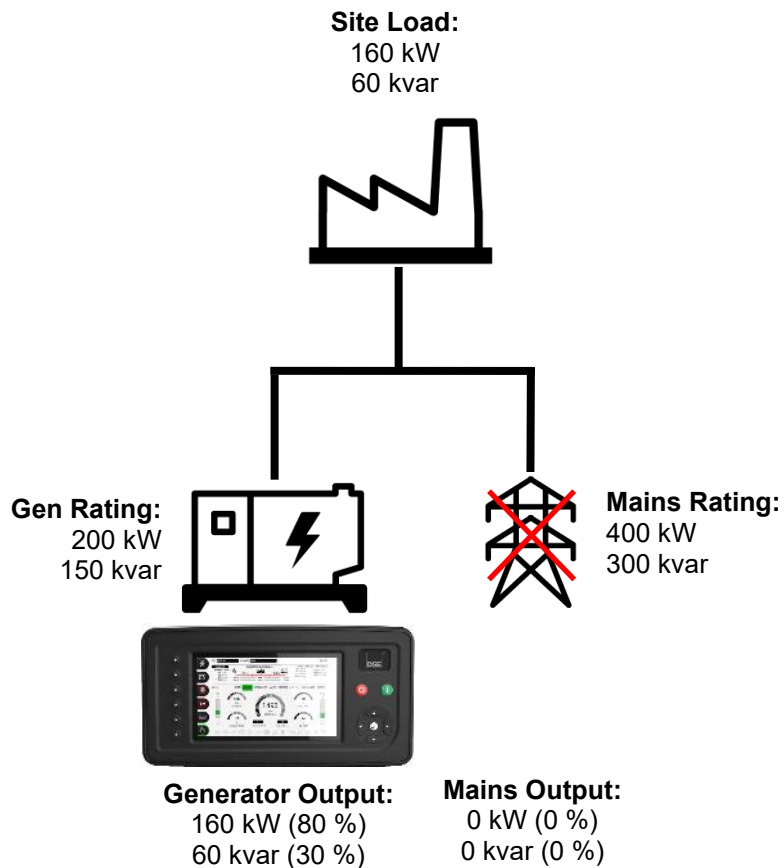 Site Load:
160 kW
60 kvar
Gen Rating:
200 kW
150 kvar
Mains Rating:
400 kW
300 kvar
DSE
Generator Output:
160 kW (80 %)
60 kvar (30 %)
Mains Output:
0 kW (0 %)
0 kvar (0 %)